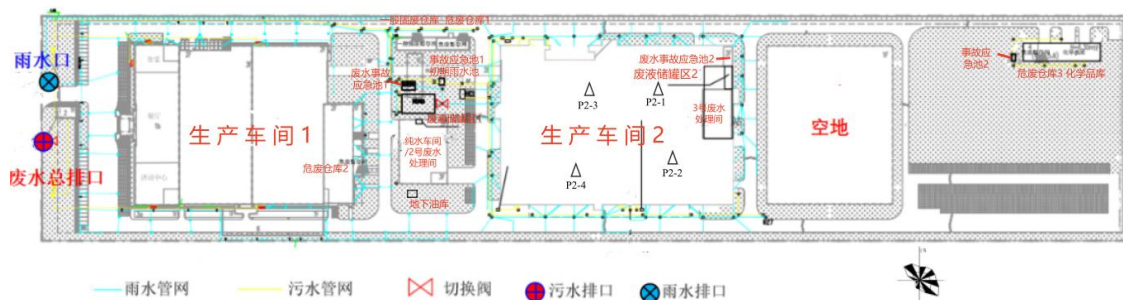 一般固废仓库 危废仓库1
雨水口
废水事故
应急池1
事故应急池1
初期雨水池
废水事故应急池2
废液储罐区2
事故应
急池2
危废仓库3 化学品库
P2-3
P2-1
3号废水
处理间
废水总排口
生产车间1
纯水车间
/2号废水
处理间
生产车间2
空地
危废仓库2
P2-4
P2-2
地下油库
雨水管网
污水管网
切换阀
污水排口
雨水排口